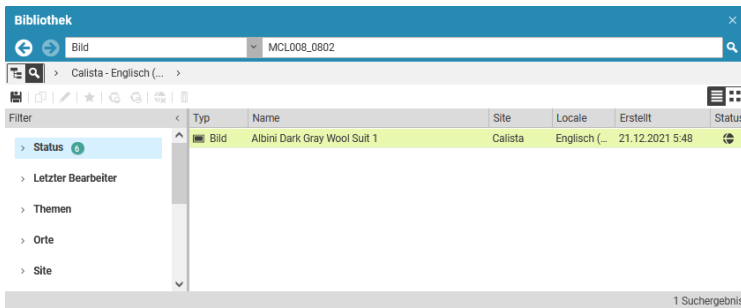 Bibliothek
Bild MCL008_0802
Calista - Englisch (...
Filter Typ Name Site Locale Erstellt Status
Status 6
Bild Albini Dark Gray Wool Suit 1 Calista Englisch (... 21.12.2021 5:48
Letzter Bearbeiter
Themen
Orte
Site
1 Suchergebnis